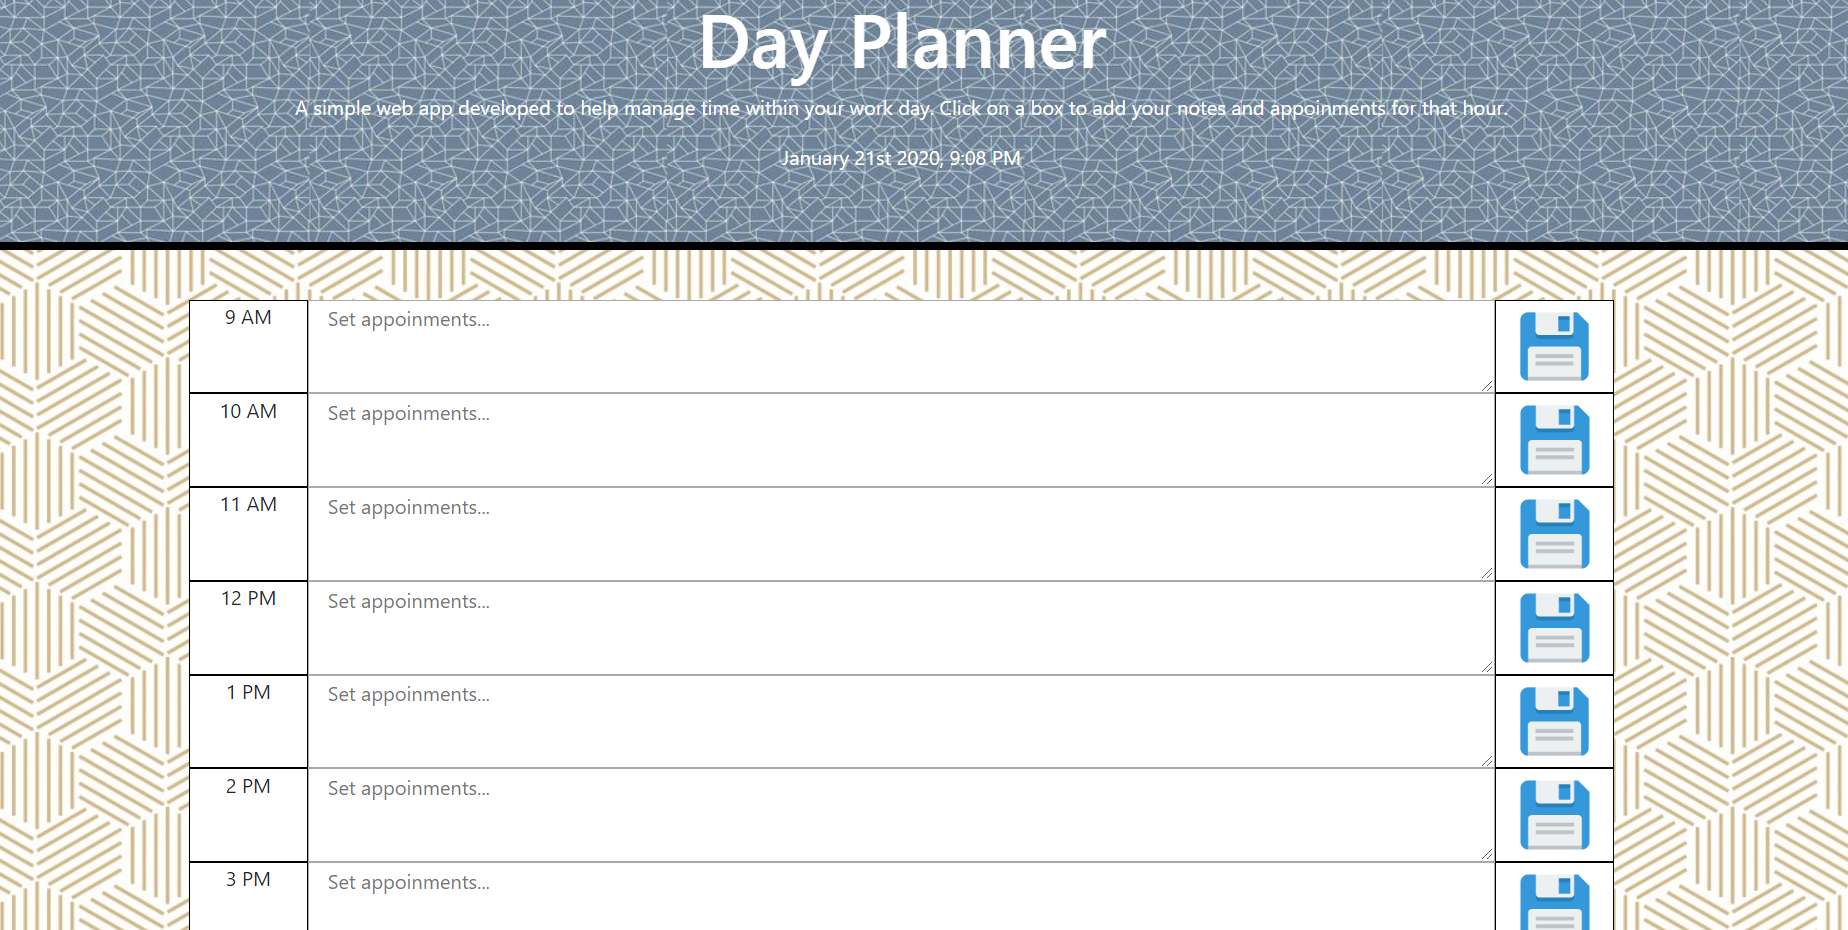 Day Planner
A simple web app developed to help manage time within your work day. Click on a box to add your notes and appoinments for that hour.
January 21st 2020, 9:08 PM
9 AM Set appoinments...
10 AM Set appoinments...
11 AM Set appoinments...
12 PM Set appoinments...
1 PM Set appoinments...
2 PM Set appoinments...
3 PM Set appoinments...